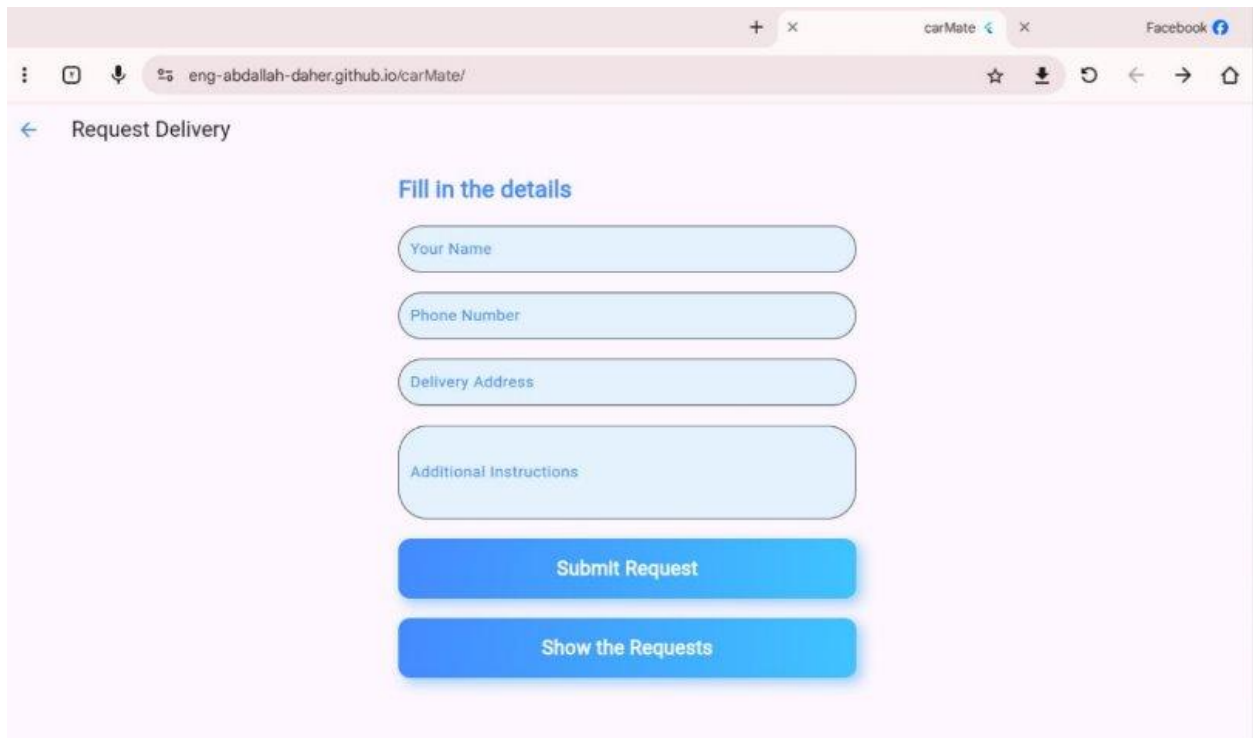 carMate
Facebook
eng-abdallah-daher.github.io/carMate/
Request Delivery
Fill in the details
Your Name
Phone Number
Delivery Address
Additional Instructions
Submit Request
Show the Requests